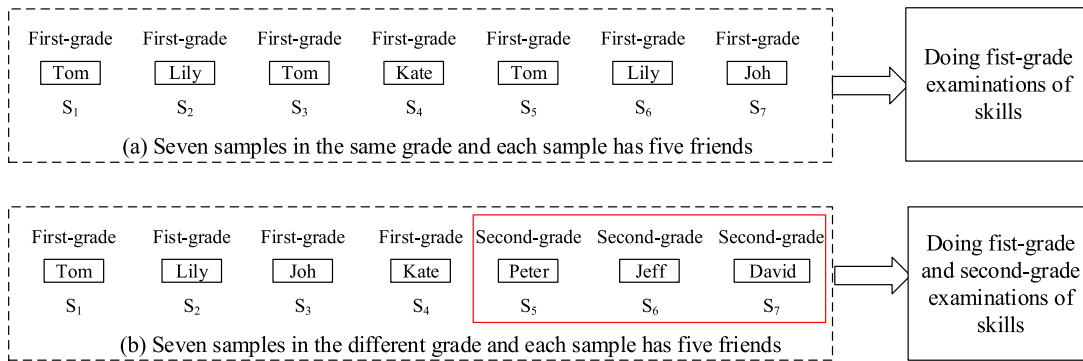 First-grade First-grade First-grade First-grade First-grade First-grade First-grade
Tom Lily Tom Kate Tom Lily Joh
S1 S2 S3 S4 S5 S6 S7
(a) Seven samples in the same grade and each sample has five friends
Doing fist-grade
examinations of
skills
First-grade Fist-grade First-grade First-grade Second-grade Second-grade Second-grade
Tom Lily Joh Kate Peter Jeff David
S1 S2 S3 S4 S5 S6 S7
(b) Seven samples in the different grade and each sample has five friends
Doing fist-grade
and second-grade
examinations of
skills